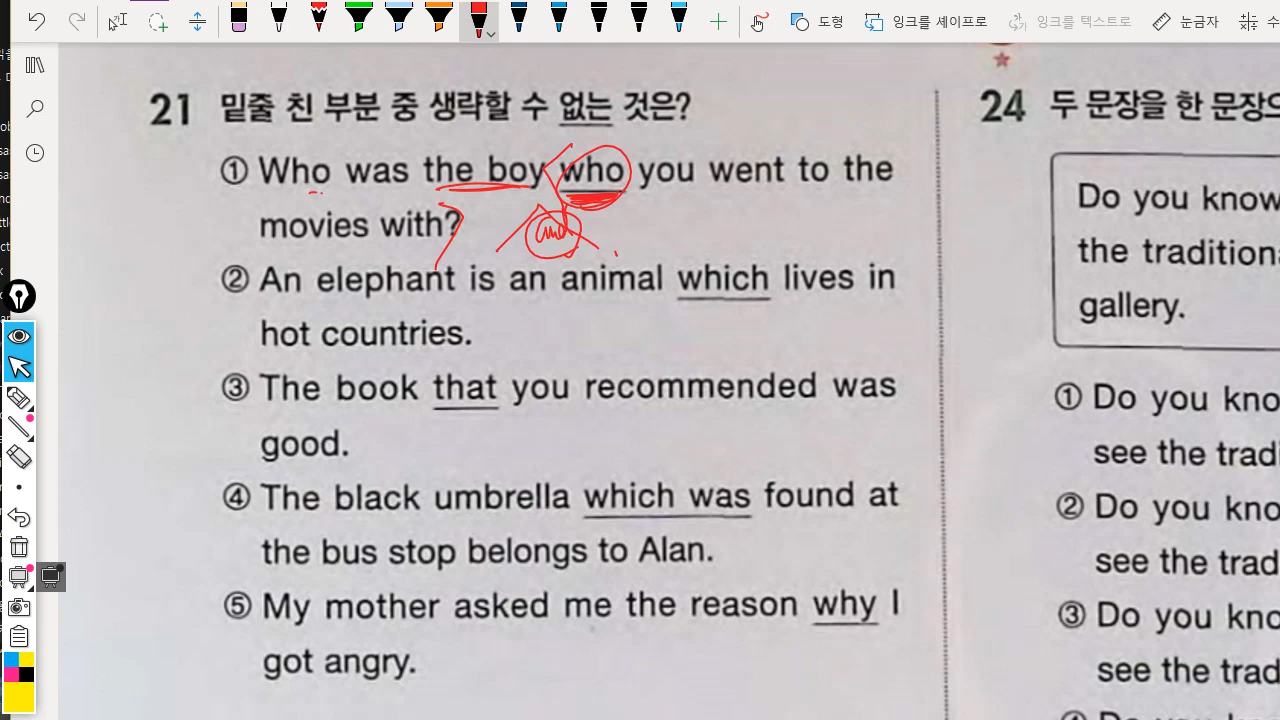 도형
잉크를 셰이프로
잉크를 텍스트로
눈금자
수
21 밑줄 친 부분 중 생략할 수 없는 것은?
① Who was the boy who you went to the
movies with?
and
② An elephant is an animal which lives in
hot countries.
③ The book that you recommended was
good.
④ The black umbrella which was found at
the bus stop belongs to Alan.
⑤ My mother asked me the reason why I
got angry.
24 두 문장을 한 문장으
Do you know
the tradition
gallery.
① Do you kno
see the tradi
② Do you kno
see the trad
③ Do you kno
see the trad